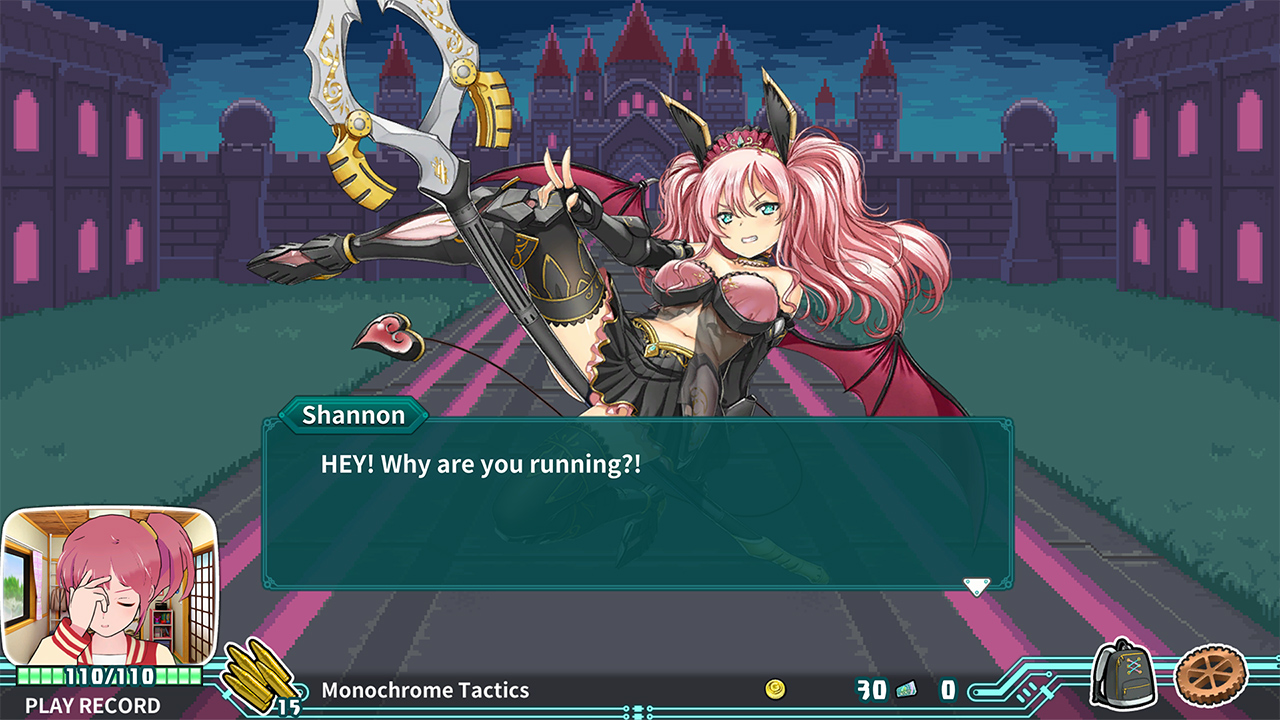 Shannon
HEY! Why are you running?!
110/110
PLAY RECORD
15
Monochrome Tactics
30
0